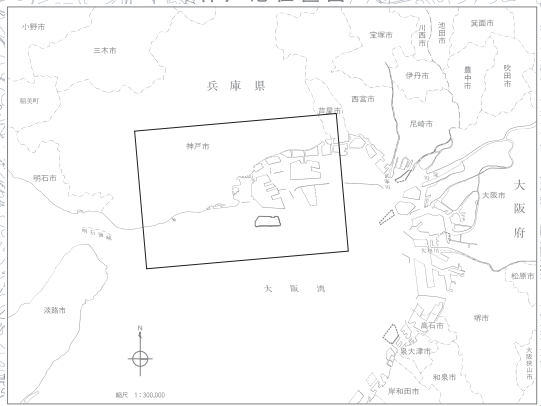 小野市
三木市
稲美町
兵庫県
宝塚市
川西市
池田市
箕面市
伊丹市
豊中市
吹田市
西宮市
芦屋市
尼崎市
神戸市
明石市
明石海峡
大阪市
大阪府
淡路市
大阪湾
松原市
堺市
高石市
泉大津市
和泉市
岸和田市
大阪狭山市
N
縮尺 1:300,000